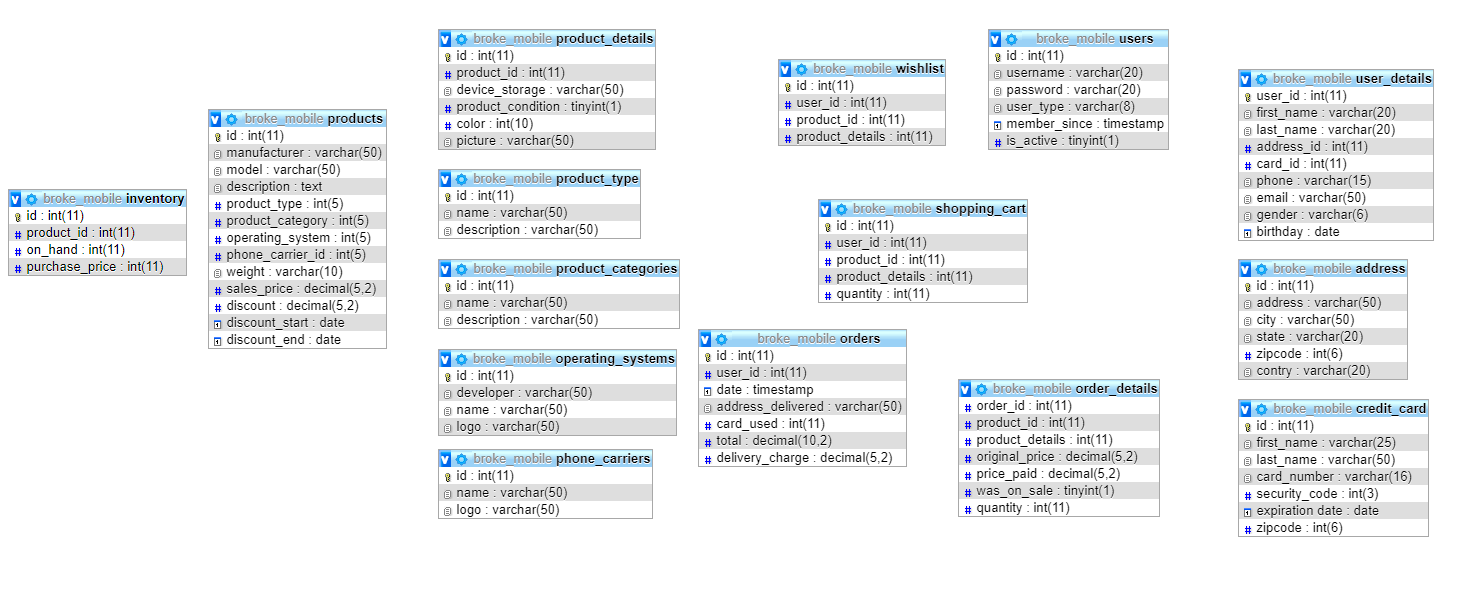 broke_mobile inventory
id : int(11)
product_id : int(11)
on_hand : int(11)
purchase_price : int(11)
broke_mobile products
id : int(11)
manufacturer : varchar(50)
model : varchar(50)
description : text
product_type : int(5)
product_category : int(5)
operating_system : int(5)
phone_carrier_id : int(5)
weight : varchar(10)
sales_price : decimal(5,2)
discount : decimal(5,2)
discount_start : date
discount_end : date
broke_mobile product_details
id : int(11)
product_id : int(11)
device_storage : varchar(50)
product_condition : tinyint(1)
color : int(10)
picture : varchar(50)
broke_mobile product_type
id : int(11)
name : varchar(50)
description : varchar(50)
broke_mobile product_categories
id : int(11)
name : varchar(50)
description : varchar(50)
broke_mobile operating_systems
id : int(11)
developer : varchar(50)
name : varchar(50)
logo : varchar(50)
broke_mobile phone_carriers
id : int(11)
name : varchar(50)
logo : varchar(50)
broke_mobile wishlist
id : int(11)
user_id : int(11)
product_id : int(11)
product_details : int(11)
broke_mobile shopping_cart
id : int(11)
user_id : int(11)
product_id : int(11)
product_details : int(11)
quantity : int(11)
broke_mobile orders
id : int(11)
user_id : int(11)
date : timestamp
address_delivered : varchar(50)
card_used : int(11)
total : decimal(10,2)
delivery_charge : decimal(5,2)
broke_mobile users
id : int(11)
username : varchar(20)
password : varchar(20)
user_type : varchar(8)
member_since : timestamp
is_active : tinyint(1)
broke_mobile order_details
order_id : int(11)
product_id : int(11)
product_details : int(11)
original_price : decimal(5,2)
price_paid : decimal(5,2)
was_on_sale : tinyint(1)
quantity : int(11)
broke_mobile user_details
user_id : int(11)
first_name : varchar(20)
last_name : varchar(20)
address_id : int(11)
card_id : int(11)
phone : varchar(15)
email : varchar(50)
gender : varchar(6)
birthday : date
broke_mobile address
id : int(11)
address : varchar(50)
city : varchar(50)
state : varchar(20)
zipcode : int(6)
contry : varchar(20)
broke_mobile credit_card
id : int(11)
first_name : varchar(25)
last_name : varchar(50)
card_number : varchar(16)
security_code : int(3)
expiration date : date
zipcode : int(6)